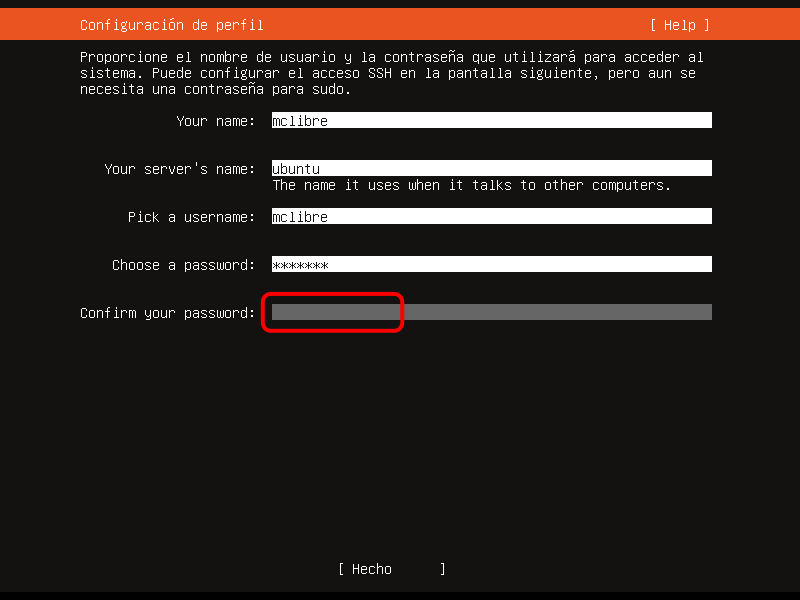 Configuración de perfil [ Help ]
Proporcione el nombre de usuario y la contraseña que utilizará para acceder al
sistema. Puede configurar el acceso SSH en la pantalla siguiente, pero aun se
necesita una contraseña para sudo.
Your name: mclibre
Your server's name: ubuntu
The name it uses when it talks to other computers.
Pick a username: mclibre
Choose a password: *******
Confirm your password:
[ Hecho ]